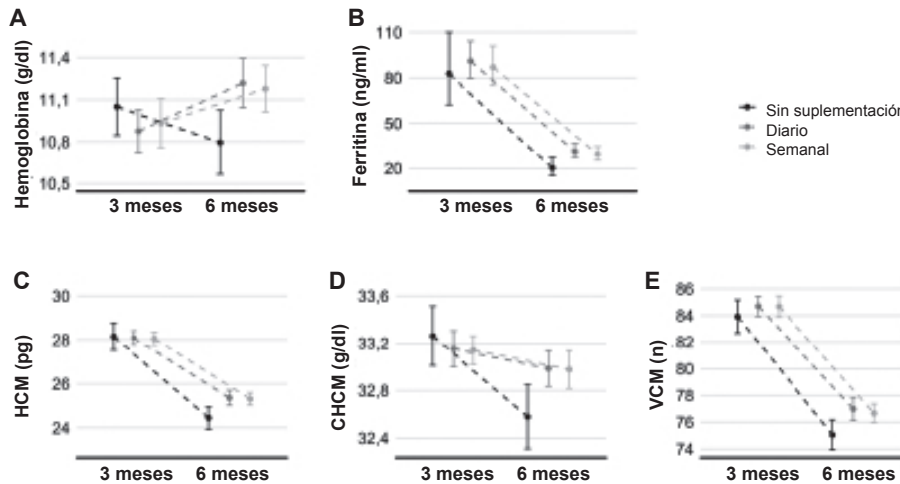 A
Hemoglobina (g/dl)
11,4
11,1
10,8
10,5
3 meses 6 meses
B
Ferritina (ng/ml)
110
80
50
20
3 meses 6 meses
Sin suplementación
Diario
Semanal
C
HCM (pg)
30
28
26
24
3 meses 6 meses
D
CHCM (g/dl)
33,6
33,2
32,8
32,4
3 meses 6 meses
E
VCM (n)
86
84
82
80
78
76
74
3 meses 6 meses